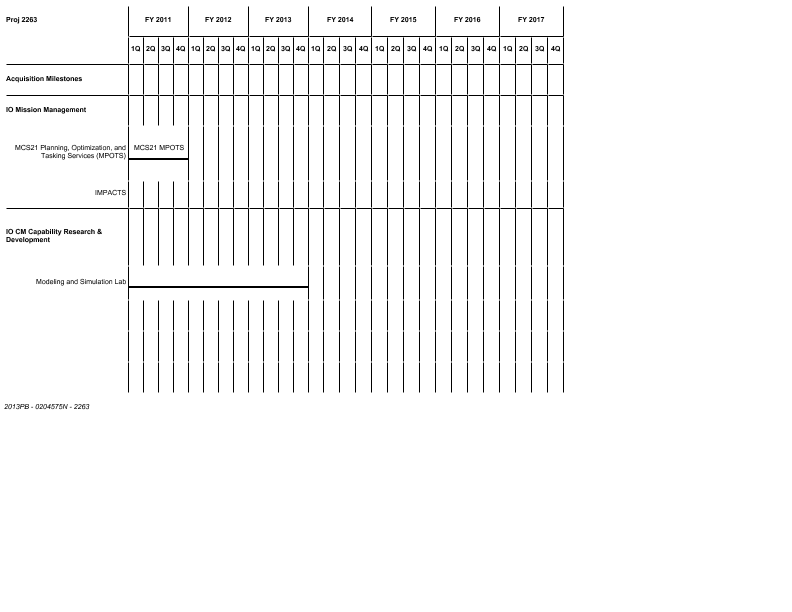 Proj 2263 FY 2011 FY 2012 FY 2013 FY 2014 FY 2015 FY 2016 FY 2017
1Q 2Q 3Q 4Q 1Q 2Q 3Q 4Q 1Q 2Q 3Q 4Q 1Q 2Q 3Q 4Q 1Q 2Q 3Q 4Q 1Q 2Q 3Q 4Q 1Q 2Q 3Q 4Q
Acquisition Milestones
IO Mission Management
MCS21 Planning, Optimization, and MCS21 MPOTS
Tasking Services (MPOTS)
IMPACTS
IO CM Capability Research &
Development
Modeling and Simulation Lab
2013PB - 0204575N - 2263